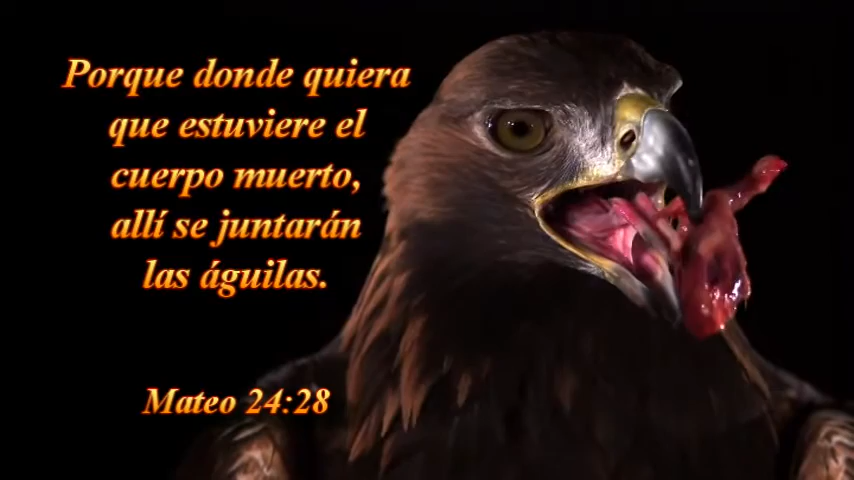 Porque donde quiera
que estuviere el
cuerpo muerto,
allí se juntarán
las águilas.
Mateo 24:28